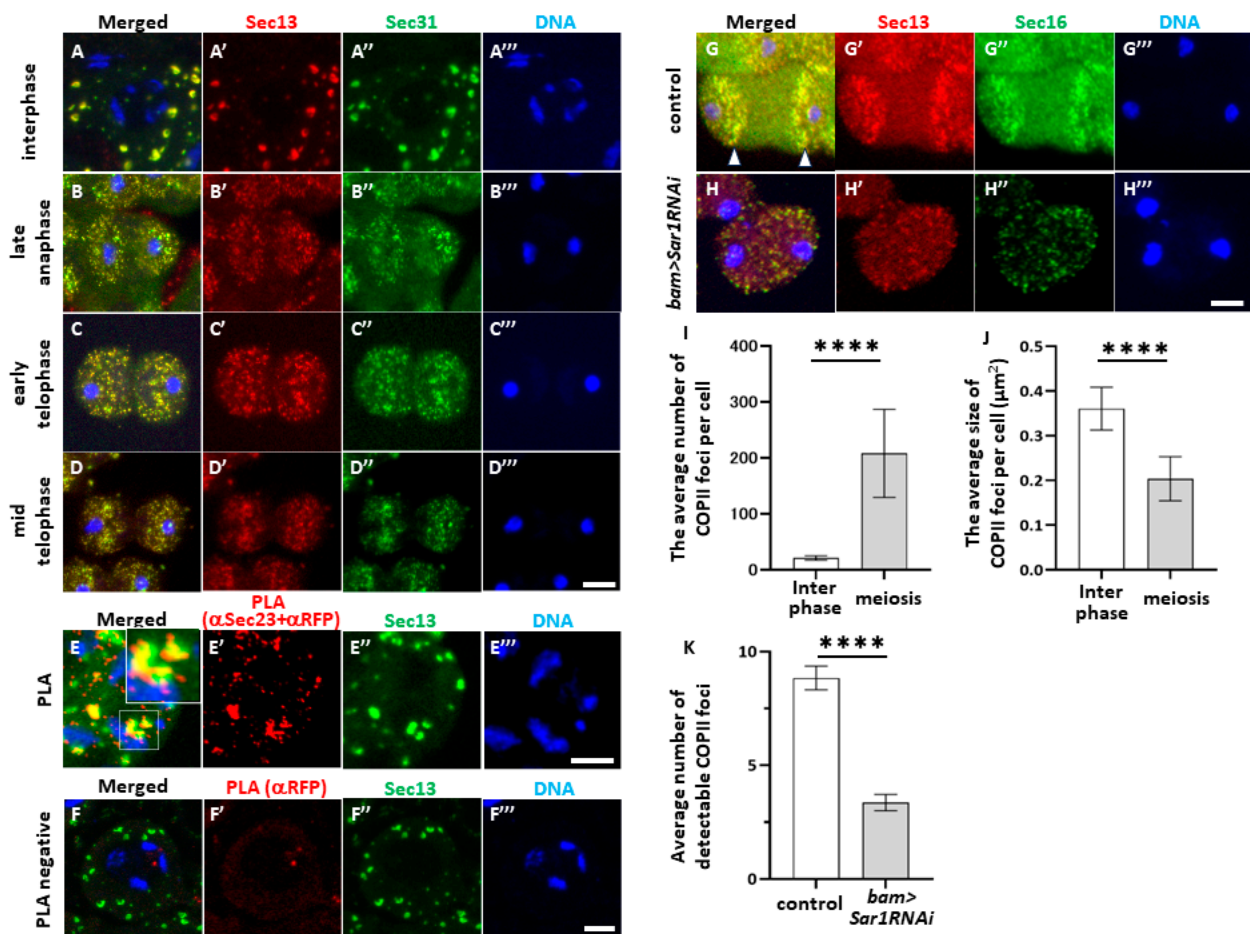 Merged Sec13 Sec31 DNA
interphase
A A' A'' A'''
late
anaphase
B B' B'' B'''
early
telophase
C C' C'' C'''
mid
telophase
D D' D'' D'''
Merged PLA (αSec23+αRFP) Sec13 DNA
PLA
E E' E'' E'''
Merged PLA (αRFP) Sec13 DNA
PLA negative
F F' F'' F'''
Merged Sec13 Sec16 DNA
control
G G' G'' G'''
bam>Sar1RNAi
H H' H'' H'''
I
The average number of
COPII foci per cell
400
300
200
100
0
****
Inter
phase
meiosis
J
The average size of
COPII foci per cell (μm²)
0.5
0.4
0.3
0.2
0.1
0.0
****
Inter
phase
meiosis
K
Average number of
detectable COPII foci
10
5
0
****
control
bam>
Sar1RNAi